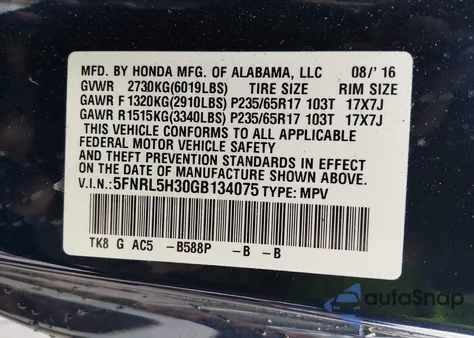 MFD. BY HONDA MFG. OF ALABAMA, LLC 08/'16
GVWR 2730KG(6019LBS) TIRE SIZE RIM SIZE
GAWR F 1320KG(2910LBS) P235/65R17 103T 17X7J
GAWR R1515KG(3340LBS) P235/65R17 103T 17X7J
THIS VEHICLE CONFORMS TO ALL APPLICABLE
FEDERAL MOTOR VEHICLE SAFETY
AND THEFT PREVENTION STANDARDS IN EFFECT
ON THE DATE OF MANUFACTURE SHOWN ABOVE.
V.I.N.: 5FNRL5H30GB134075 TYPE: MPV
TK8 G AC5 -B588P -B -B
autoSnap